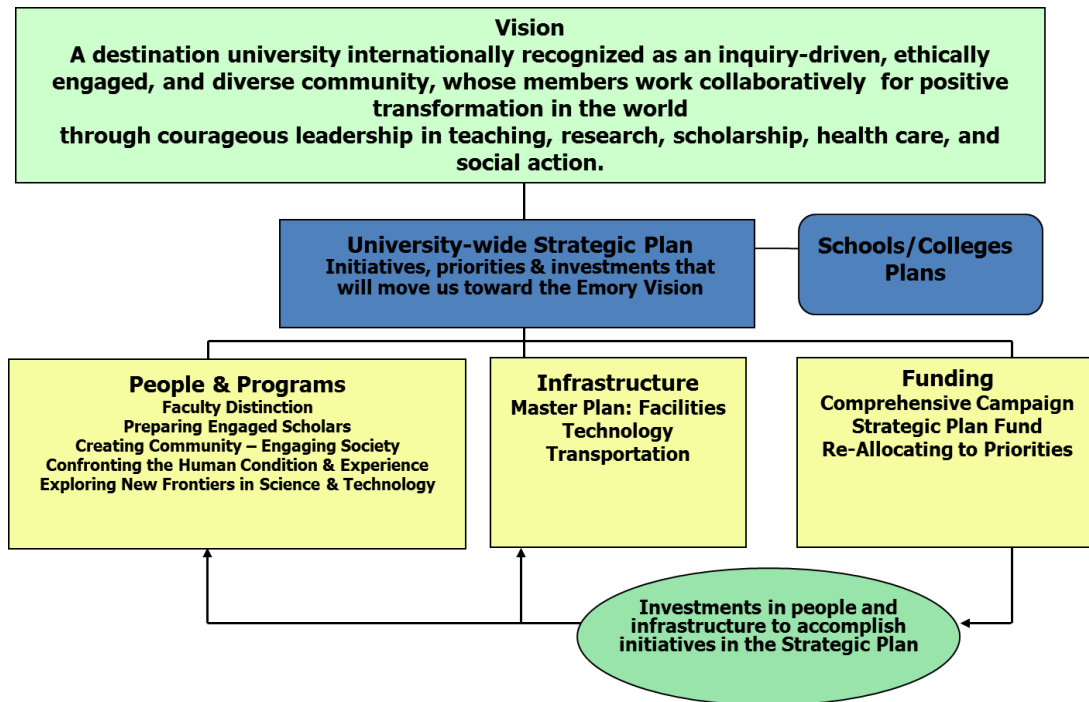 Vision
A destination university internationally recognized as an inquiry-driven, ethically
engaged, and diverse community, whose members work collaboratively for positive
transformation in the world
through courageous leadership in teaching, research, scholarship, health care, and
social action.
University-wide Strategic Plan
Initiatives, priorities & investments that
will move us toward the Emory Vision
Schools/Colleges
Plans
People & Programs
Faculty Distinction
Preparing Engaged Scholars
Creating Community – Engaging Society
Confronting the Human Condition & Experience
Exploring New Frontiers in Science & Technology
Infrastructure
Master Plan: Facilities
Technology
Transportation
Funding
Comprehensive Campaign
Strategic Plan Fund
Re-Allocating to Priorities
Investments in people and
infrastructure to accomplish
initiatives in the Strategic Plan